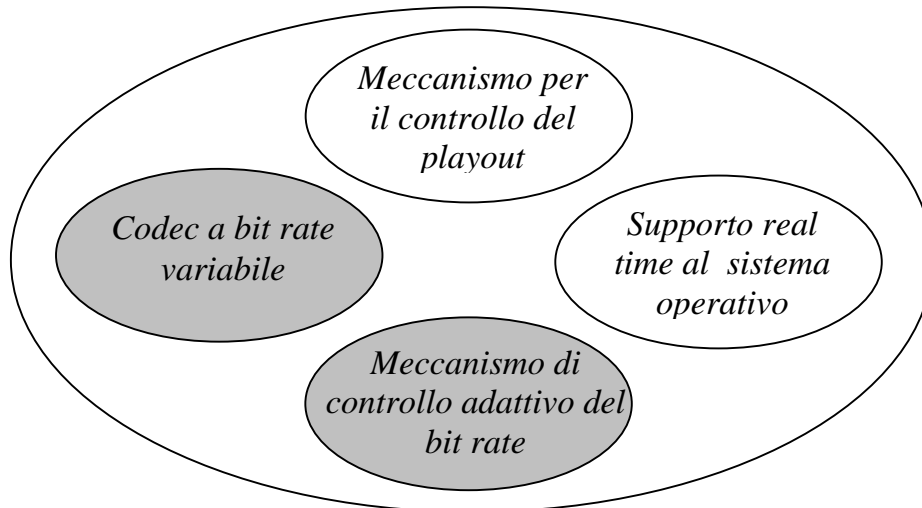 Meccanismo per
il controllo del
playout
Codec a bit rate
variabile
Supporto real
time al sistema
operativo
Meccanismo di
controllo adattivo del
bit rate